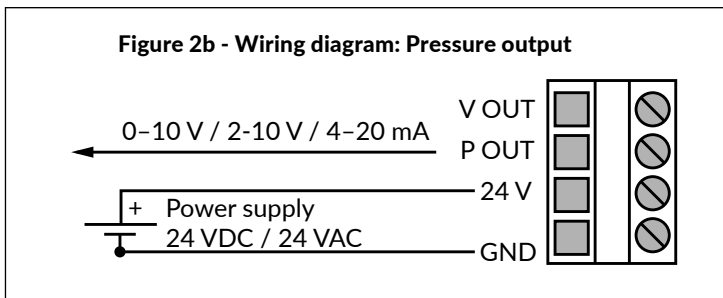 Figure 2b - Wiring diagram: Pressure output
V OUT
0–10 V / 2-10 V / 4–20 mA
P OUT
24 V
+
Power supply
24 VDC / 24 VAC
GND